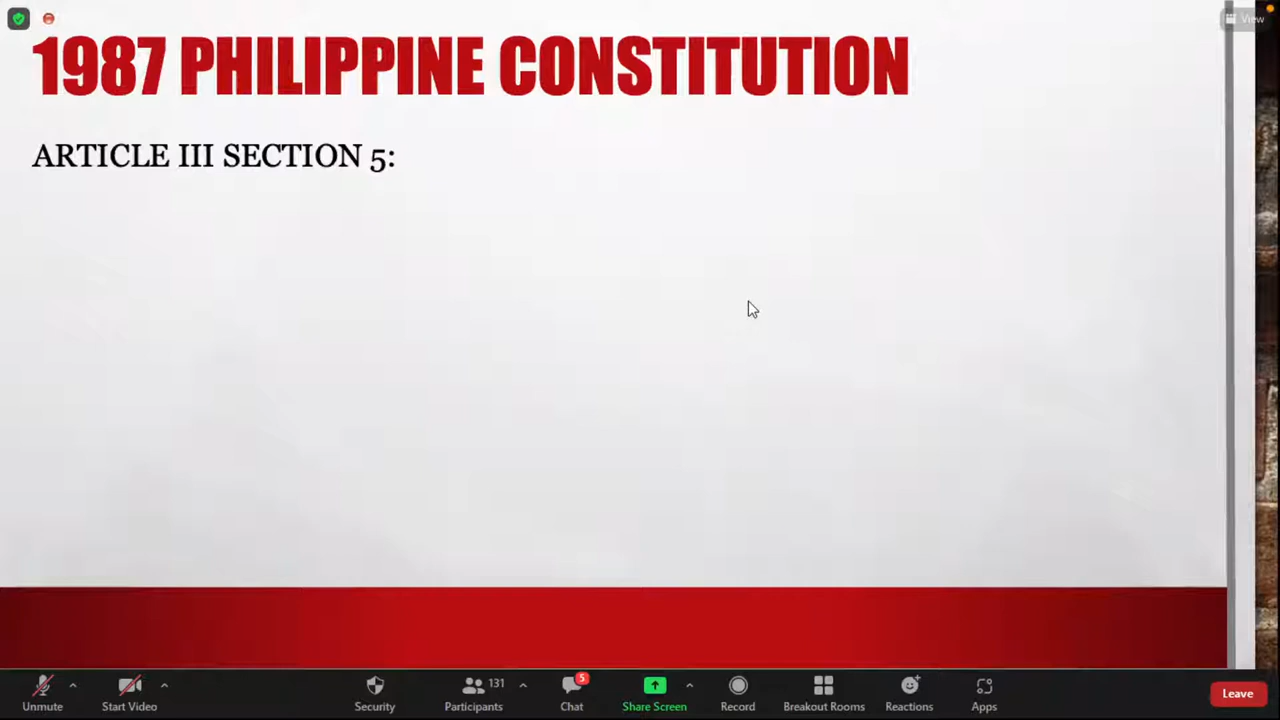 View
1987 PHILIPPINE CONSTITUTION
ARTICLE III SECTION 5:
131
5
Unmute
Start Video
Security
Participants
Chat
Share Screen
Record
Breakout Rooms
Reactions
Apps
Leave